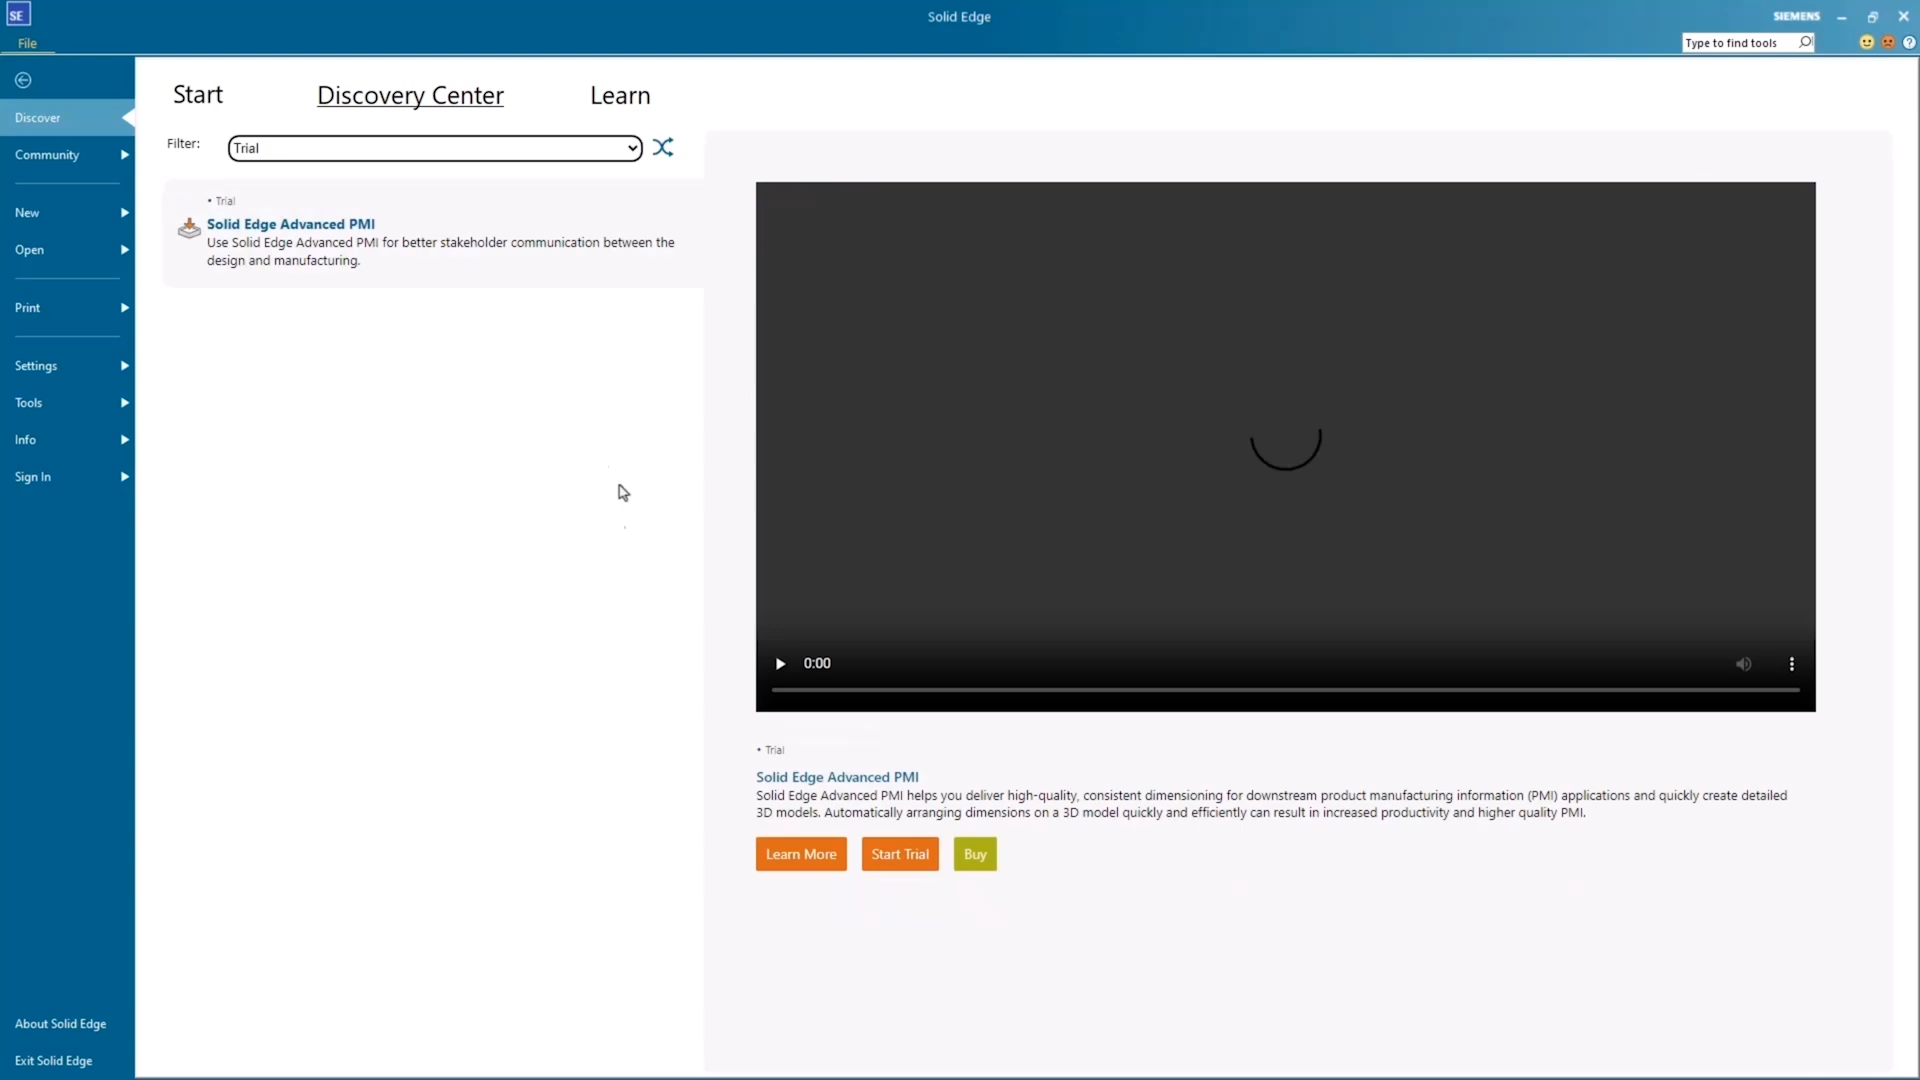 SE
Solid Edge
SIEMENS
File
Type to find tools
Discover
Community
New
Open
Print
Settings
Tools
Info
Sign In
About Solid Edge
Exit Solid Edge
Start
Discovery Center
Learn
Filter:
Trial
• Trial
Solid Edge Advanced PMI
Use Solid Edge Advanced PMI for better stakeholder communication between the
design and manufacturing.
0:00
• Trial
Solid Edge Advanced PMI
Solid Edge Advanced PMI helps you deliver high-quality, consistent dimensioning for downstream product manufacturing information (PMI) applications and quickly create detailed
3D models. Automatically arranging dimensions on a 3D model quickly and efficiently can result in increased productivity and higher quality PMI.
Learn More
Start Trial
Buy